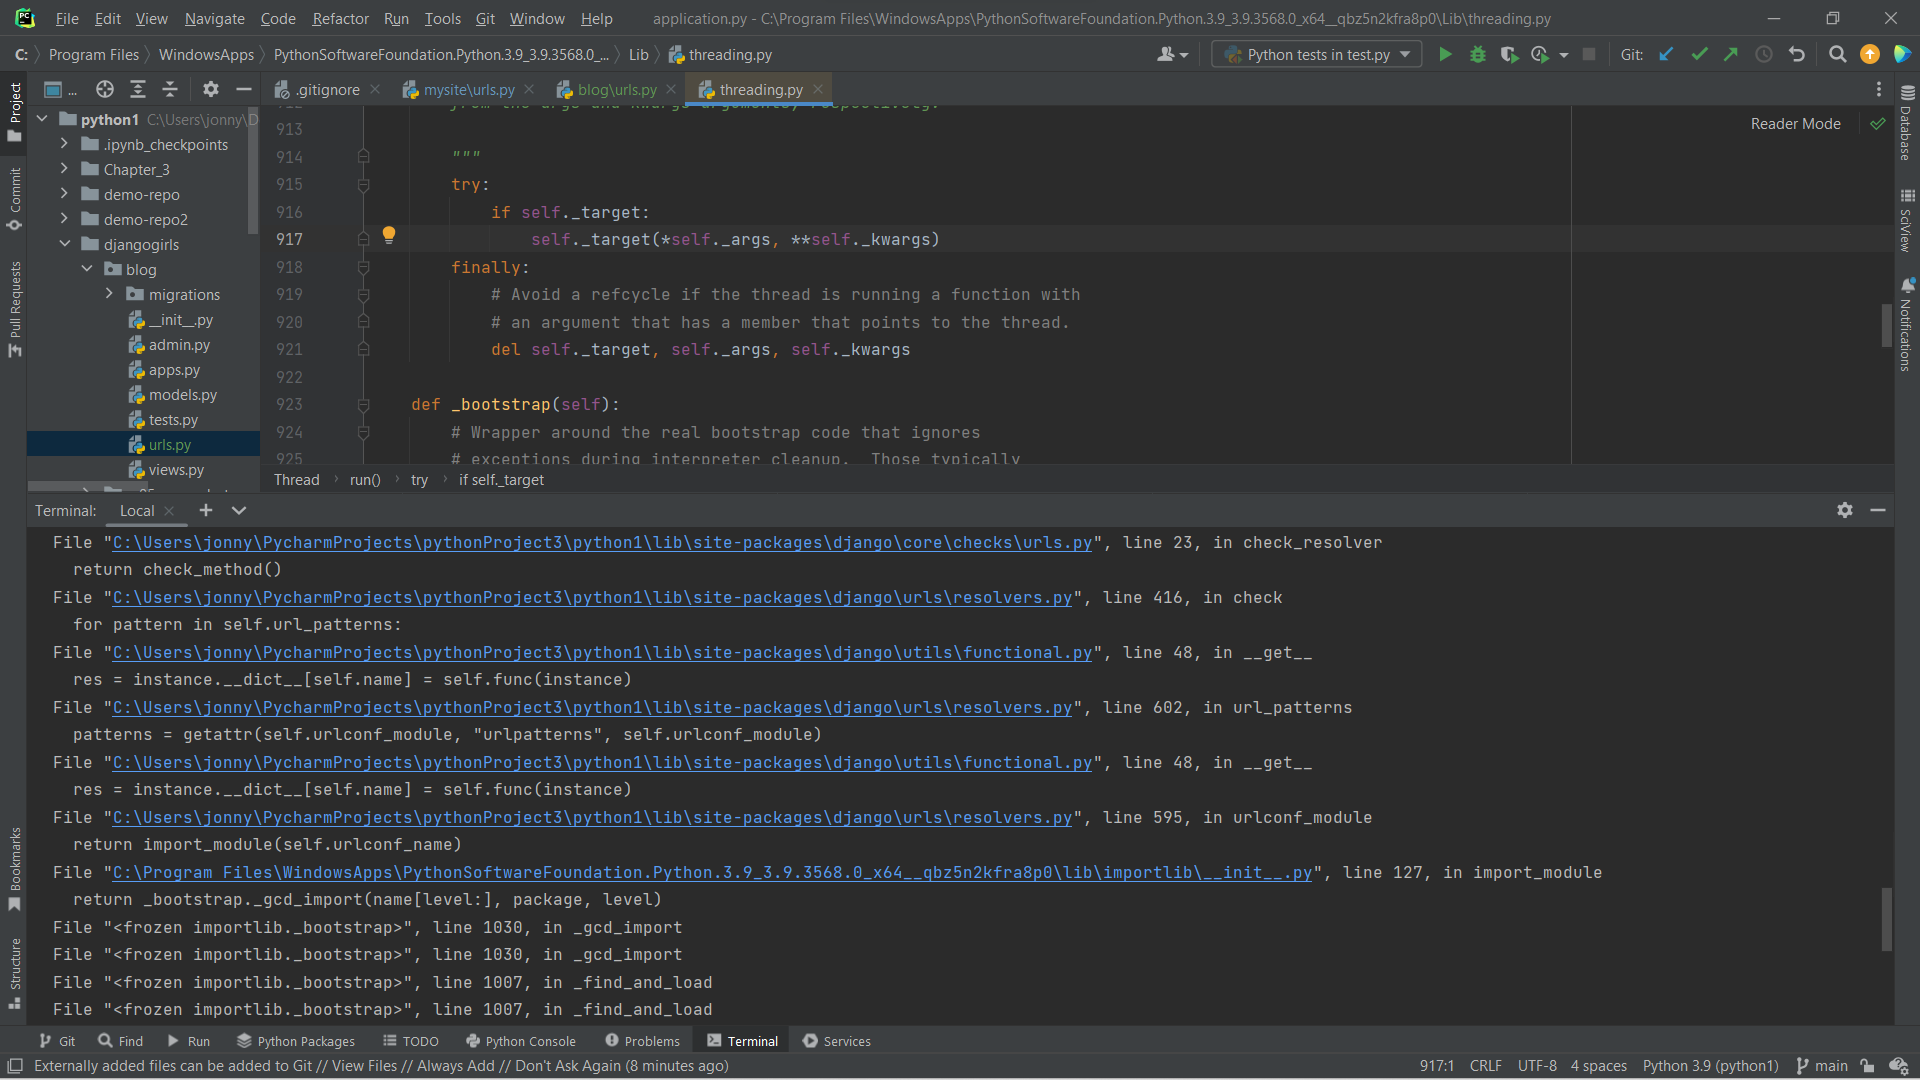 PC File Edit View Navigate Code Refactor Run Tools Git Window Help application.py - C:\Program Files\WindowsApps\PythonSoftwareFoundation.Python.3.9_3.9.3568.0_x64__qbz5n2kfra8p0\Lib\threading.py
C: Program Files WindowsApps PythonSoftwareFoundation.Python.3.9_3.9.3568.0_... Lib threading.py Python tests in test.py Git:
... .gitignore mysite\urls.py blog\urls.py threading.py
Project
Commit
Pull Requests
Bookmarks
Structure
python1 C:\Users\jonny\D
.ipynb_checkpoints
Chapter_3
demo-repo
demo-repo2
djangogirls
blog
migrations
__init__.py
admin.py
apps.py
models.py
tests.py
urls.py
views.py
Reader Mode
Database
SciView
Notifications
912 from the args and kwargs arguments, respectively.
913
914 """
915 try:
916 if self._target:
917 self._target(*self._args, **self._kwargs)
918 finally:
919 # Avoid a refcycle if the thread is running a function with
920 # an argument that has a member that points to the thread.
921 del self._target, self._args, self._kwargs
922
923 def _bootstrap(self):
924 # Wrapper around the real bootstrap code that ignores
925 # exceptions during interpreter cleanup. Those typically
Thread run() try if self._target
Terminal: Local
File "C:\Users\jonny\PycharmProjects\pythonProject3\python1\lib\site-packages\django\core\checks\urls.py", line 23, in check_resolver
return check_method()
File "C:\Users\jonny\PycharmProjects\pythonProject3\python1\lib\site-packages\django\urls\resolvers.py", line 416, in check
for pattern in self.url_patterns:
File "C:\Users\jonny\PycharmProjects\pythonProject3\python1\lib\site-packages\django\utils\functional.py", line 48, in __get__
res = instance.__dict__[self.name] = self.func(instance)
File "C:\Users\jonny\PycharmProjects\pythonProject3\python1\lib\site-packages\django\urls\resolvers.py", line 602, in url_patterns
patterns = getattr(self.urlconf_module, "urlpatterns", self.urlconf_module)
File "C:\Users\jonny\PycharmProjects\pythonProject3\python1\lib\site-packages\django\utils\functional.py", line 48, in __get__
res = instance.__dict__[self.name] = self.func(instance)
File "C:\Users\jonny\PycharmProjects\pythonProject3\python1\lib\site-packages\django\urls\resolvers.py", line 595, in urlconf_module
return import_module(self.urlconf_name)
File "C:\Program Files\WindowsApps\PythonSoftwareFoundation.Python.3.9_3.9.3568.0_x64__qbz5n2kfra8p0\lib\importlib\__init__.py", line 127, in import_module
return _bootstrap._gcd_import(name[level:], package, level)
File "<frozen importlib._bootstrap>", line 1030, in _gcd_import
File "<frozen importlib._bootstrap>", line 1030, in _gcd_import
File "<frozen importlib._bootstrap>", line 1007, in _find_and_load
File "<frozen importlib._bootstrap>", line 1007, in _find_and_load
Git Find Run Python Packages TODO Python Console Problems Terminal Services
Externally added files can be added to Git // View Files // Always Add // Don't Ask Again (8 minutes ago) 917:1 CRLF UTF-8 4 spaces Python 3.9 (python1) main